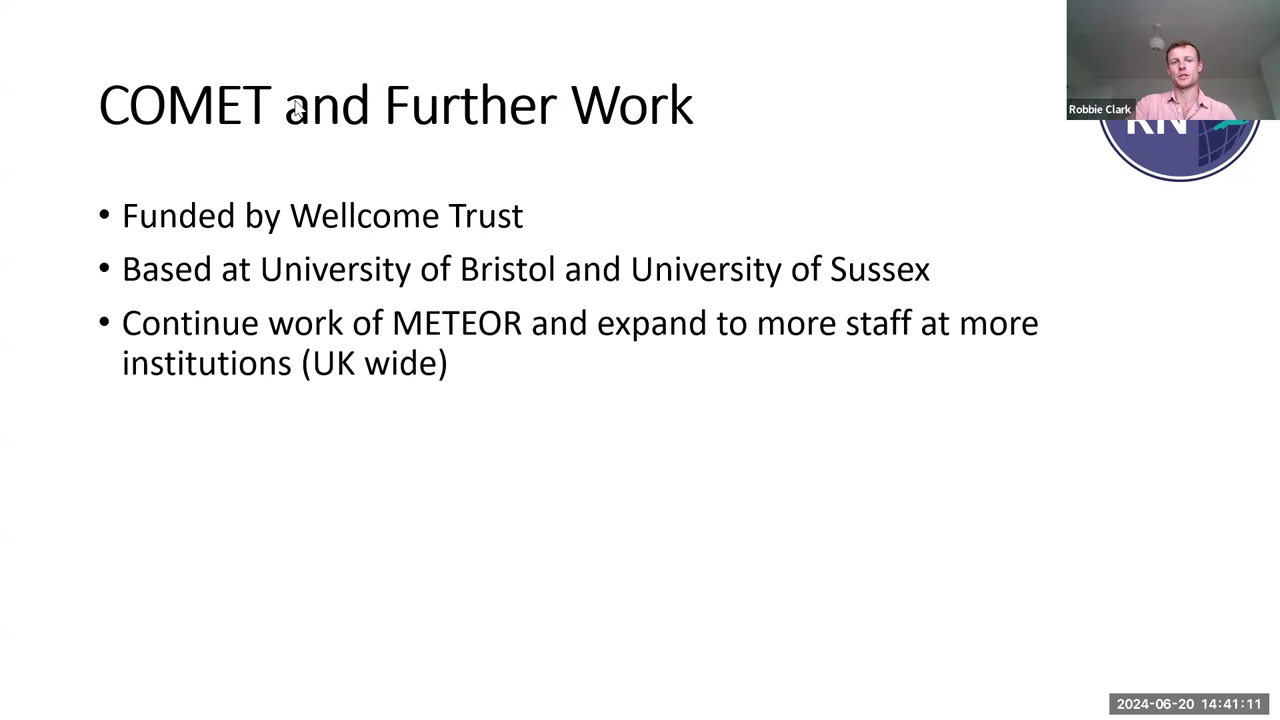 COMET and Further Work
Robbie Clark
RN
• Funded by Wellcome Trust
• Based at University of Bristol and University of Sussex
• Continue work of METEOR and expand to more staff at more
institutions (UK wide)
2024-06-20 14:41:11